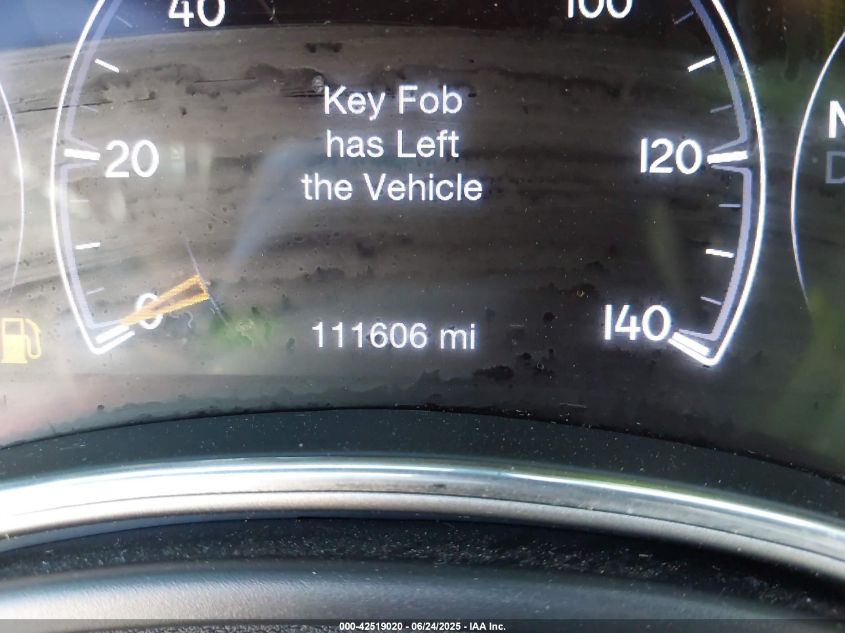 40
100
Key Fob
has Left
the Vehicle
20
120
0
140
111606 mi
N
D
000-42519020 - 06/24/2025 - IAA Inc.